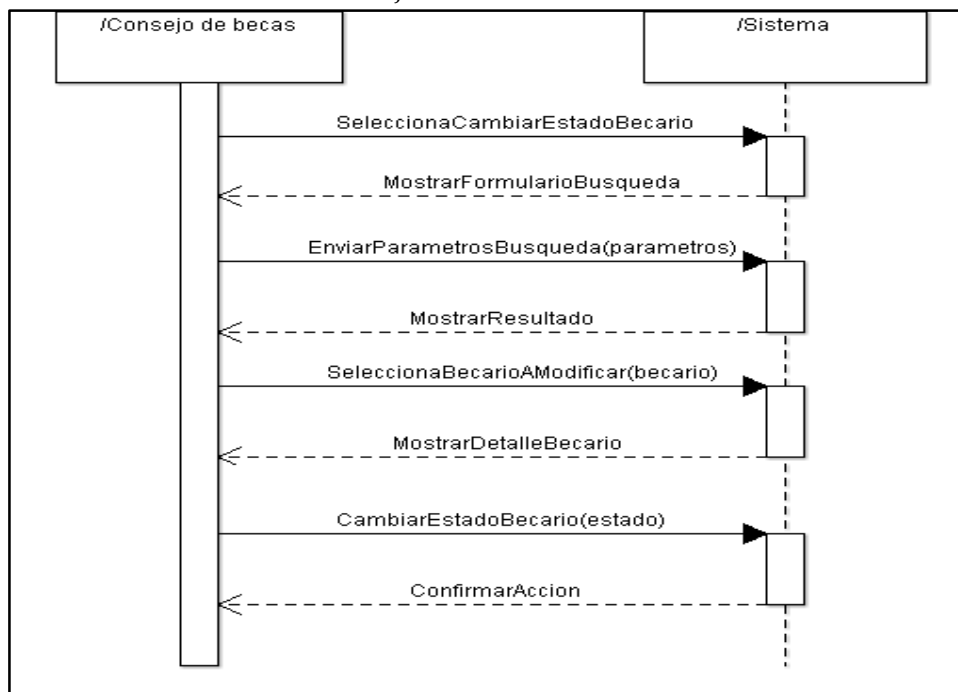 /Consejo de becas
/Sistema
SeleccionaCambiarEstadoBecario
MostrarFormularioBusqueda
EnviarParametrosBusqueda(parametros)
MostrarResultado
SeleccionaBecarioAModificar(becario)
MostrarDetalleBecario
CambiarEstadoBecario(estado)
ConfirmarAccion